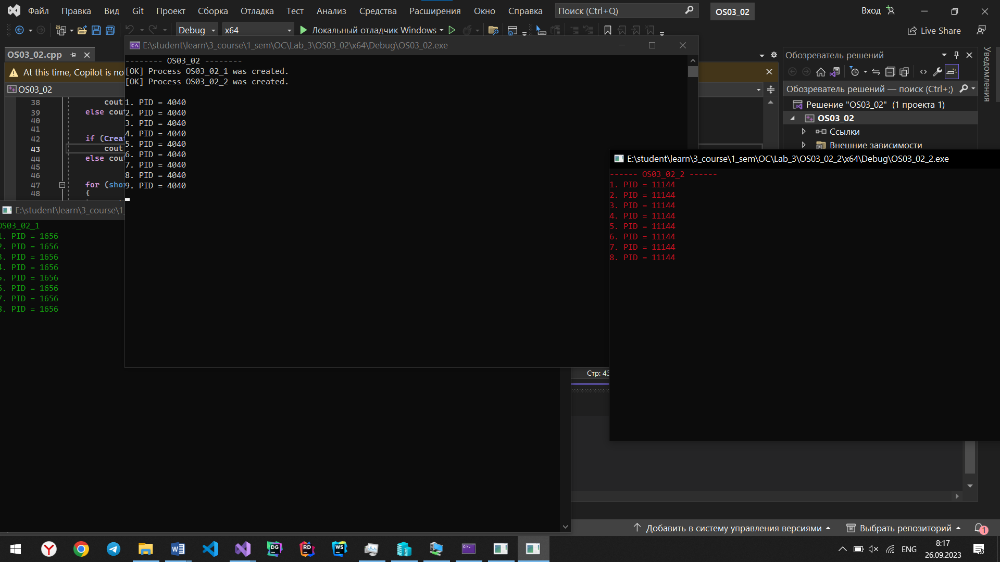 Файл Правка Вид Git Проект Сборка Отладка Тест Анализ Средства Расширения Окно Справка Поиск (Ctrl+Q) OS03_02 Вход
Debug x64 Локальный отладчик Windows Live Share
OS03_02.cpp
At this time, Copilot is no
OS03_02
38 cout
39 else cou
40
41
42 if (Crea
43 cout
44 else cou
45
46
47 for (sho
48 {
E:\student\learn\3_course\1_sem\OC\Lab_3\OS03_02\x64\Debug\OS03_02.exe
-------- OS03_02 --------
[OK] Process OS03_02_1 was created.
[OK] Process OS03_02_2 was created.
1. PID = 4040
2. PID = 4040
3. PID = 4040
4. PID = 4040
5. PID = 4040
6. PID = 4040
7. PID = 4040
8. PID = 4040
9. PID = 4040
E:\student\learn\3_course\1_
OS03_02_1
1. PID = 1656
2. PID = 1656
3. PID = 1656
4. PID = 1656
5. PID = 1656
6. PID = 1656
7. PID = 1656
8. PID = 1656
Обозреватель решений
Обозреватель решений — поиск (Ctrl+;)
Решение "OS03_02" (1 проекта 1)
OS03_02
Ссылки
Внешние зависимости
Уведомления
E:\student\learn\3_course\1_sem\OC\Lab_3\OS03_02_2\x64\Debug\OS03_02_2.exe
------ OS03_02_2 ------
1. PID = 11144
2. PID = 11144
3. PID = 11144
4. PID = 11144
5. PID = 11144
6. PID = 11144
7. PID = 11144
8. PID = 11144
Стр: 43
Добавить в систему управления версиями Выбрать репозиторий 1
DG RD WS
ENG 8:17
26.09.2023